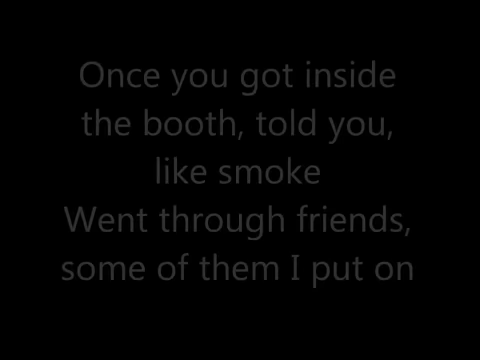 Once you got inside
the booth, told you,
like smoke
Went through friends,
some of them I put on